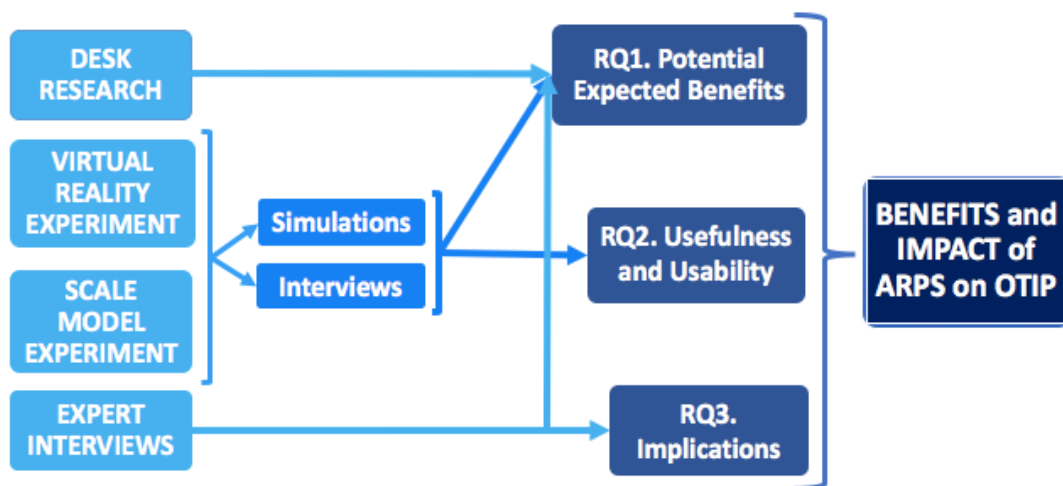 DESK
RESEARCH
VIRTUAL
REALITY
EXPERIMENT
SCALE
MODEL
EXPERIMENT
EXPERT
INTERVIEWS
Simulations
Interviews
RQ1. Potential
Expected Benefits
RQ2. Usefulness
and Usability
RQ3.
Implications
BENEFITS and
IMPACT of
ARPS on OTIP